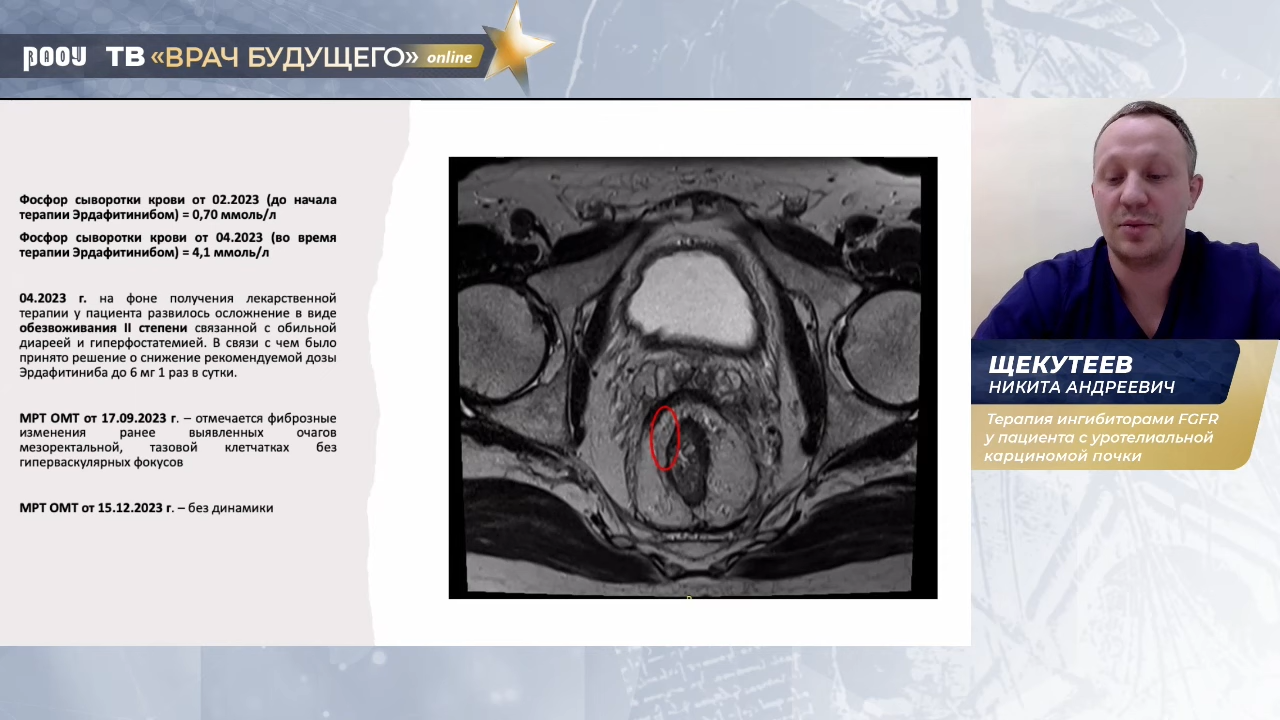 РООУ ТВ «ВРАЧ БУДУЩЕГО» online
Фосфор сыворотки крови от 02.2023 (до начала
терапии Эрдафитинибом) = 0,70 ммоль/л
Фосфор сыворотки крови от 04.2023 (во время
терапии Эрдафитинибом) = 4,1 ммоль/л
04.2023 г. на фоне получения лекарственной
терапии у пациента развилось осложнение в виде
обезвоживания II степени связанной с обильной
диареей и гиперфостатемией. В связи с чем было
принято решение о снижение рекомендуемой дозы
Эрдафитиниба до 6 мг 1 раз в сутки.
МРТ ОМТ от 17.09.2023 г. – отмечается фиброзные
изменения ранее выявленных очагов
мезоректальной, тазовой клетчатках без
гиперваскулярных фокусов
МРТ ОМТ от 15.12.2023 г. – без динамики
ЩЕКУТЕЕВ
НИКИТА АНДРЕЕВИЧ
Терапия ингибиторами FGFR
у пациента с уротелиальной
карциномой почки